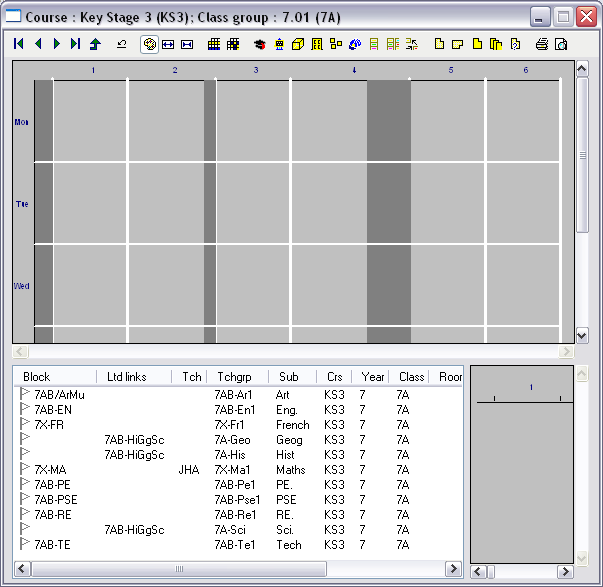 Course : Key Stage 3 (KS3); Class group : 7.01 (7A)
1 2 3 4 5 6
Mon
Tue
Wed
Block Ltd links Tch Tchgrp Sub Crs Year Class Room
7AB/ArMu 7AB-Ar1 Art KS3 7 7A
7AB-EN 7AB-En1 Eng. KS3 7 7A
7X-FR 7X-Fr1 French KS3 7 7A
7AB-HiGgSc 7A-Geo Geog KS3 7 7A
7AB-HiGgSc 7A-His Hist KS3 7 7A
7X-MA JHA 7X-Ma1 Maths KS3 7 7A
7AB-PE 7AB-Pe1 PE. KS3 7 7A
7AB-PSE 7AB-Pse1 PSE KS3 7 7A
7AB-RE 7AB-Re1 RE. KS3 7 7A
7AB-HiGgSc 7A-Sci Sci. KS3 7 7A
7AB-TE 7AB-Te1 Tech KS3 7 7A
1